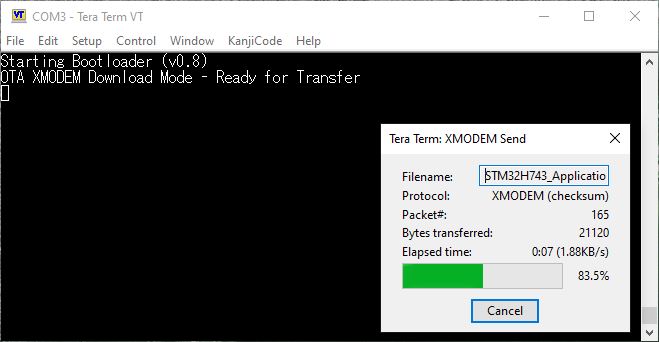 VT COM3 - Tera Term VT
File Edit Setup Control Window KanjiCode Help
Starting Bootloader (v0.8)
OTA XMODEM Download Mode - Ready for Transfer
Tera Term: XMODEM Send
Filename: STM32H743_Applicatio
Protocol: XMODEM (checksum)
Packet#: 165
Bytes transferred: 21120
Elapsed time: 0:07 (1.88KB/s)
83.5%
Cancel